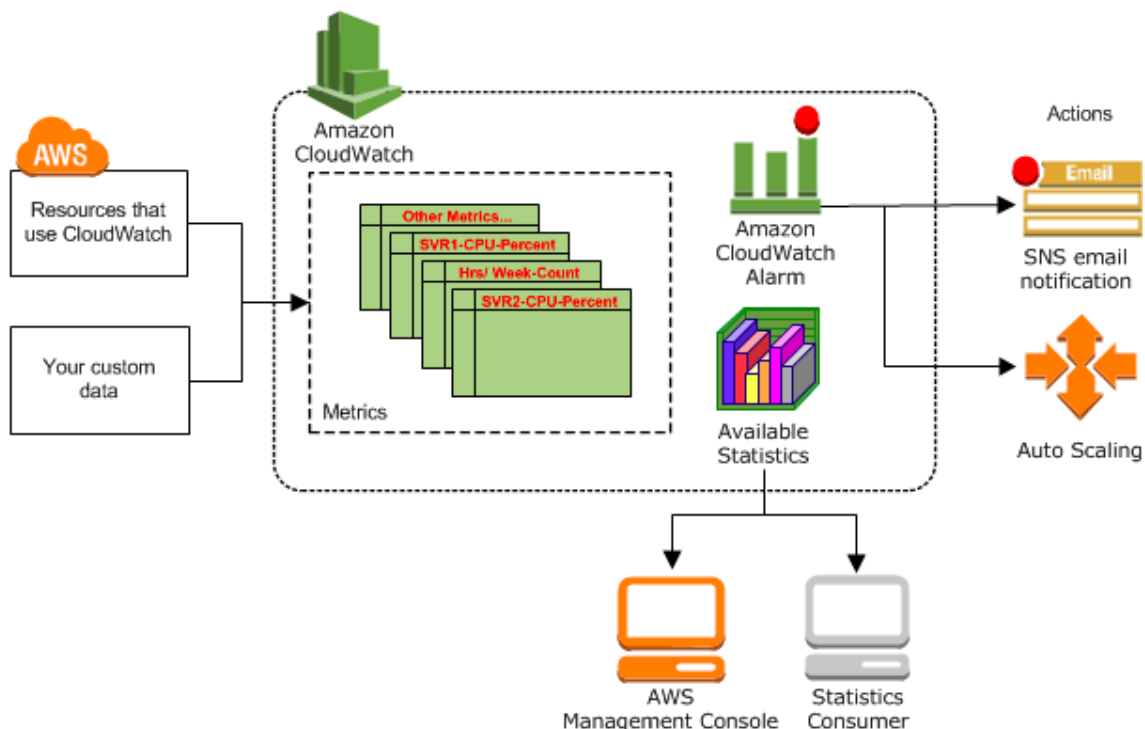 Amazon
CloudWatch
AWS
Resources that
use CloudWatch
Your custom
data
Other Metrics...
SVR1-CPU-Percent
Hrs/ Week-Count
SVR2-CPU-Percent
Metrics
Amazon
CloudWatch
Alarm
Available
Statistics
Actions
Email
SNS email
notification
Auto Scaling
AWS
Management Console
Statistics
Consumer